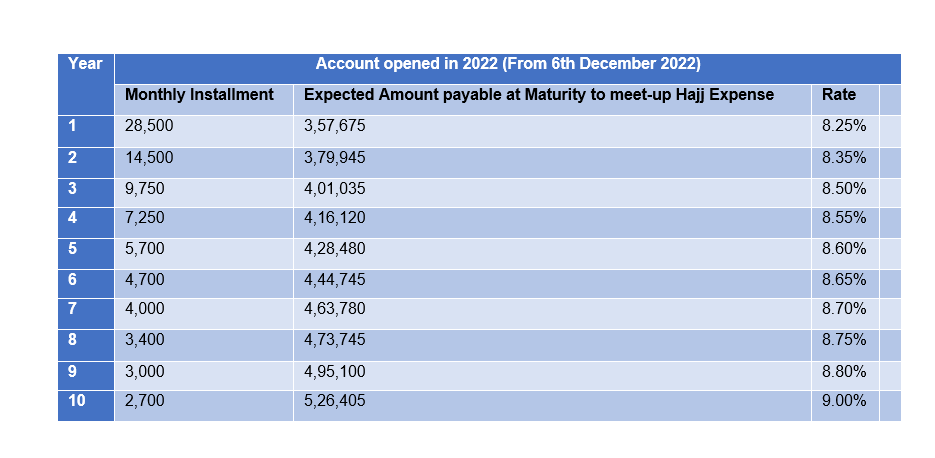 Year Account opened in 2022 (From 6th December 2022)
Monthly Installment Expected Amount payable at Maturity to meet-up Hajj Expense Rate
1 28,500 3,57,675 8.25%
2 14,500 3,79,945 8.35%
3 9,750 4,01,035 8.50%
4 7,250 4,16,120 8.55%
5 5,700 4,28,480 8.60%
6 4,700 4,44,745 8.65%
7 4,000 4,63,780 8.70%
8 3,400 4,73,745 8.75%
9 3,000 4,95,100 8.80%
10 2,700 5,26,405 9.00%